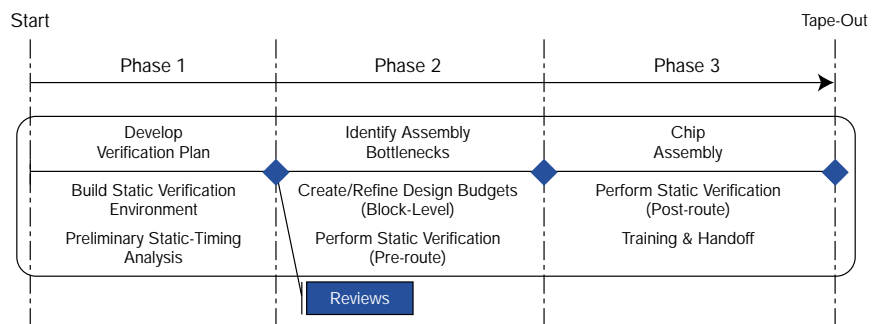 Start
Tape-Out
Phase 1
Phase 2
Phase 3
Develop
Verification Plan
Identify Assembly
Bottlenecks
Chip
Assembly
Build Static Verification
Environment
Preliminary Static-Timing
Analysis
Create/Refine Design Budgets
(Block-Level)
Perform Static Verification
(Pre-route)
Perform Static Verification
(Post-route)
Training & Handoff
Reviews